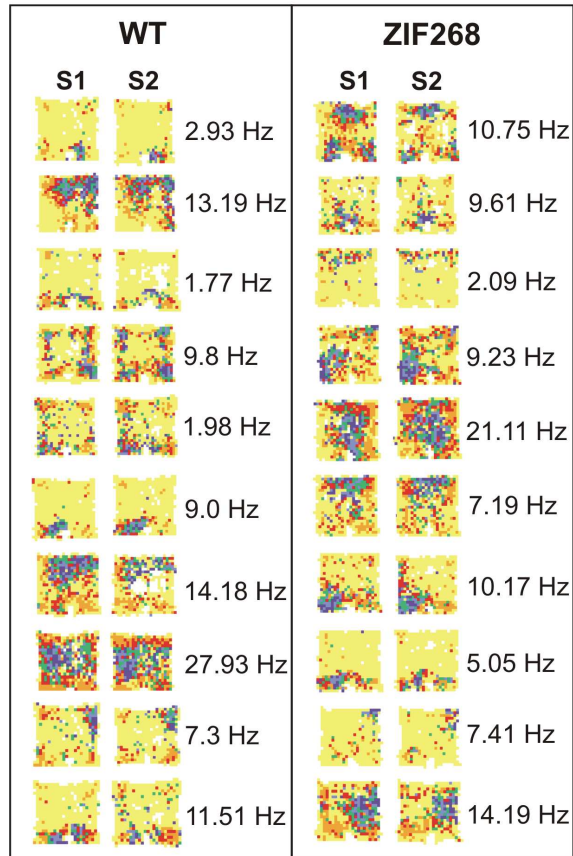 WT
S1 S2
2.93 Hz
13.19 Hz
1.77 Hz
9.8 Hz
1.98 Hz
9.0 Hz
14.18 Hz
27.93 Hz
7.3 Hz
11.51 Hz
ZIF268
S1 S2
10.75 Hz
9.61 Hz
2.09 Hz
9.23 Hz
21.11 Hz
7.19 Hz
10.17 Hz
5.05 Hz
7.41 Hz
14.19 Hz